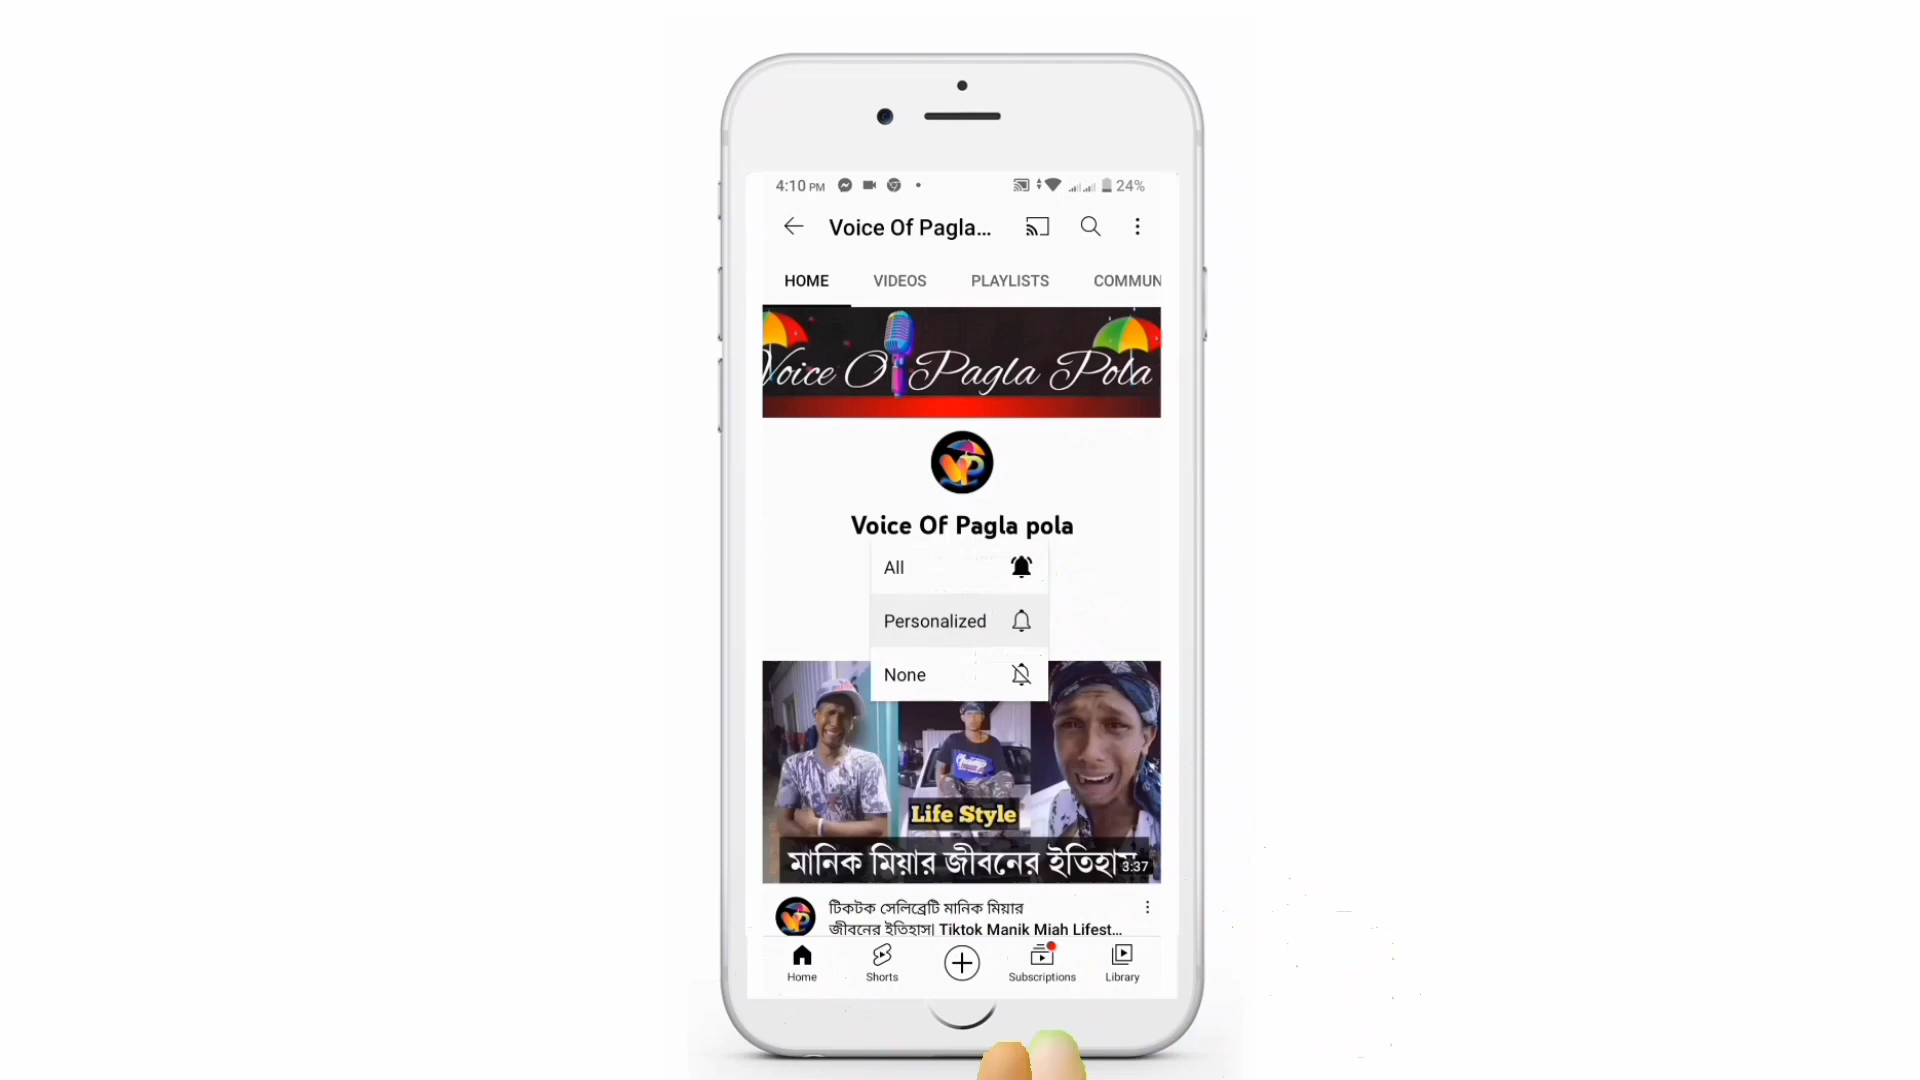 4:10 PM
24%
Voice Of Pagla...
HOME VIDEOS PLAYLISTS COMMUN
Voice Of Pagla Pola
VP
Voice Of Pagla pola
All
Personalized
None
Life Style
মানিক মিয়ার জীবনের ইতিহাস
3:37
টিকটক সেলিব্রেটি মানিক মিয়ার
জীবনের ইতিহাস| Tiktok Manik Miah Lifest...
Home Shorts Subscriptions Library